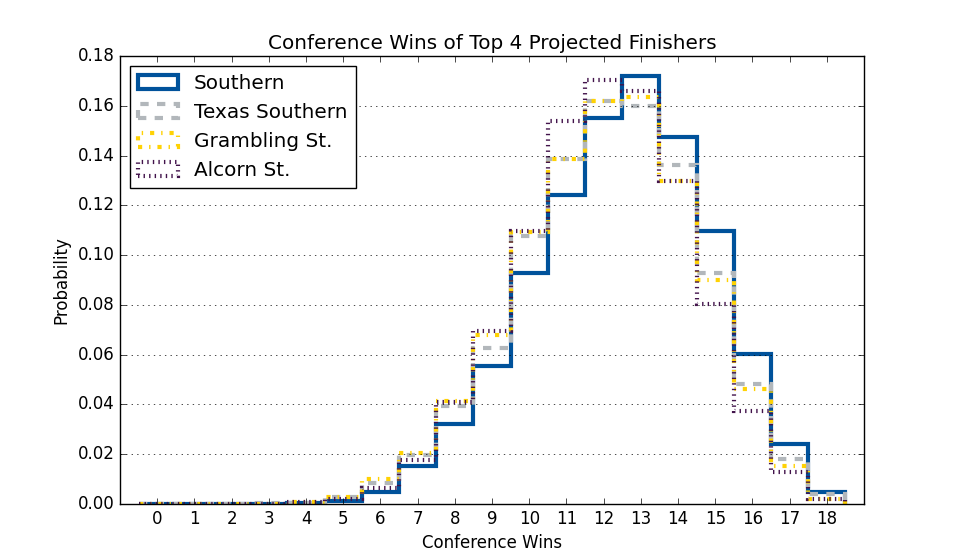 Conference Wins of Top 4 Projected Finishers
0.18
0.16
0.14
0.12
0.10
0.08
0.06
0.04
0.02
0.00
Probability
Southern
Texas Southern
Grambling St.
Alcorn St.
0 1 2 3 4 5 6 7 8 9 10 11 12 13 14 15 16 17 18
Conference Wins